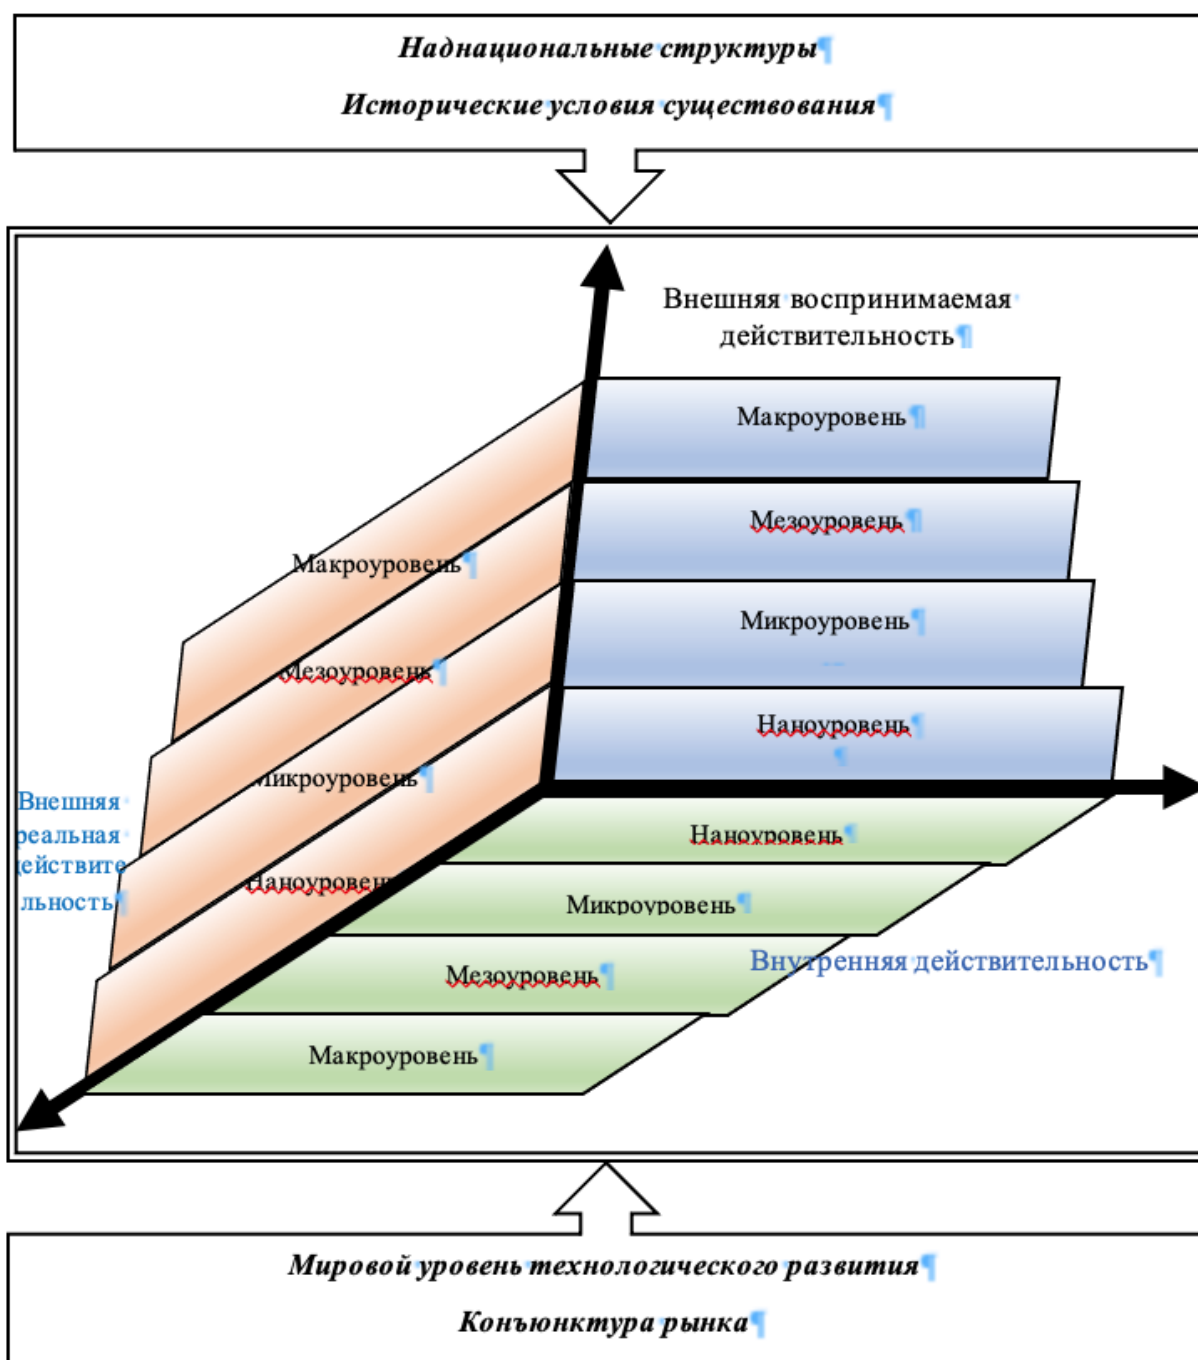 Наднациональные структуры¶
Исторические условия существования¶
Внешняя воспринимаемая
действительность¶
Макроуровень¶
Мезоуровень¶
Микроуровень¶
Наноуровень¶
¶
Макроуровень¶
Мезоуровень¶
Микроуровень¶
Наноуровень
Внешняя
реальная
действите
льность¶
Наноуровень¶
Микроуровень¶
Мезоуровень¶
Макроуровень¶
Внутренняя действительность¶
Мировой уровень технологического развития¶
Конъюнктура рынка¶